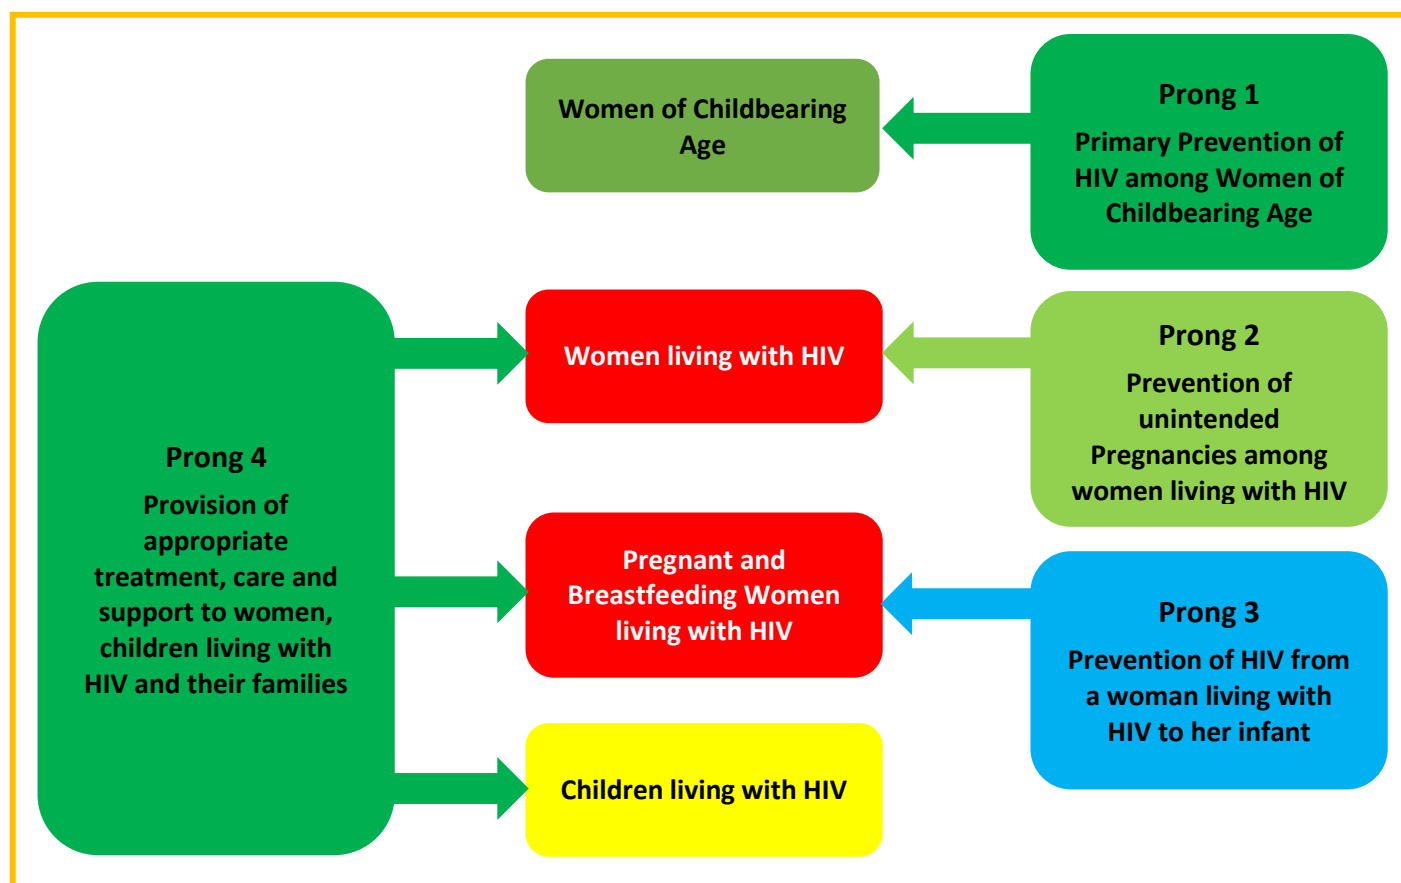 Women of Childbearing
Age
Prong 1
Primary Prevention of
HIV among Women of
Childbearing Age
Prong 4
Provision of
appropriate
treatment, care and
support to women,
children living with
HIV and their families
Women living with HIV
Prong 2
Prevention of
unintended
Pregnancies among
women living with HIV
Pregnant and
Breastfeeding Women
living with HIV
Prong 3
Prevention of HIV from
a woman living with
HIV to her infant
Children living with HIV